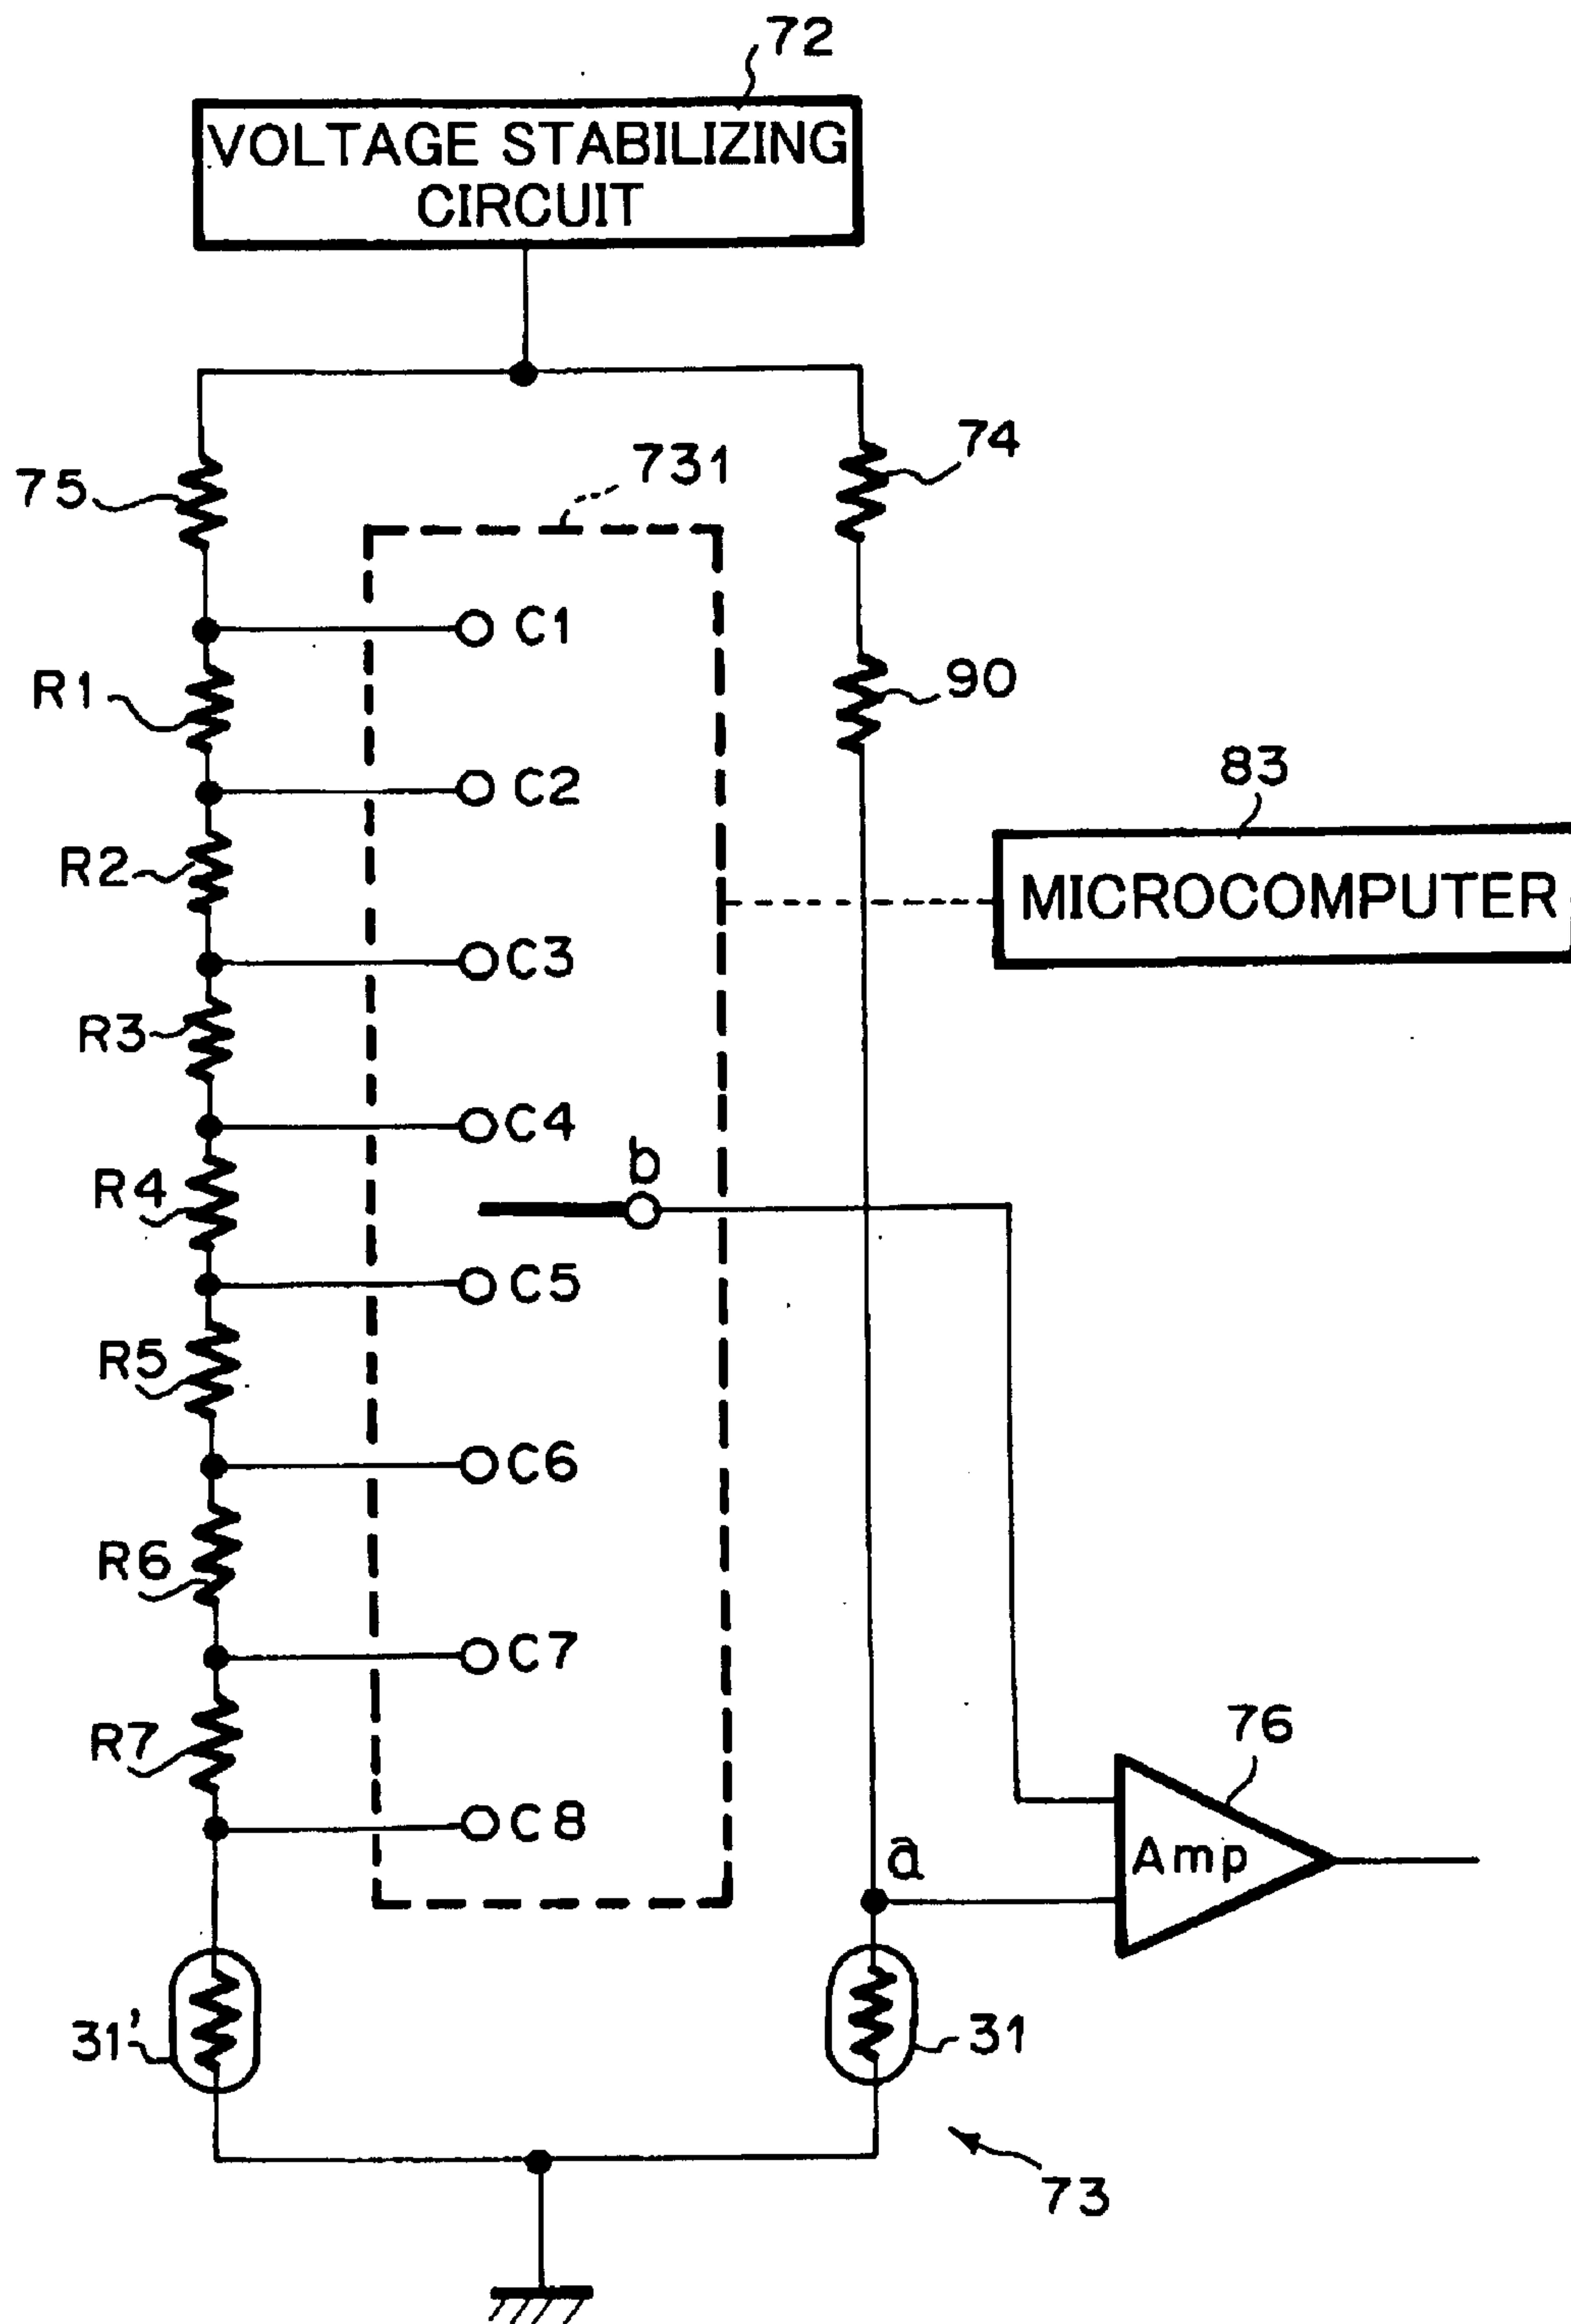 72
VOLTAGE STABILIZING
CIRCUIT
75
731
74
C1
R1
90
C2
83
R2
MICROCOMPUTER
C3
R3
C4
b
R4
C5
R5
C6
R6
C7
76
R7
C8
a
Amp
31'
31
73